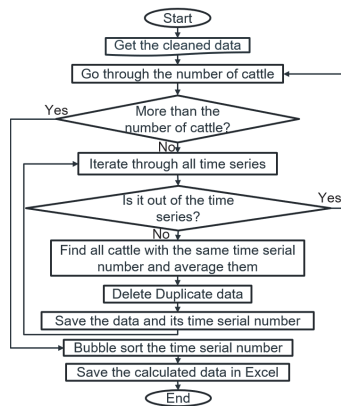 Start
Get the cleaned data
Go through the number of cattle
Yes
More than the
number of cattle?
No
Iterate through all time series
Is it out of the time
series?
Yes
No
Find all cattle with the same time serial
number and average them
Delete Duplicate data
Save the data and its time serial number
Bubble sort the time serial number
Save the calculated data in Excel
End